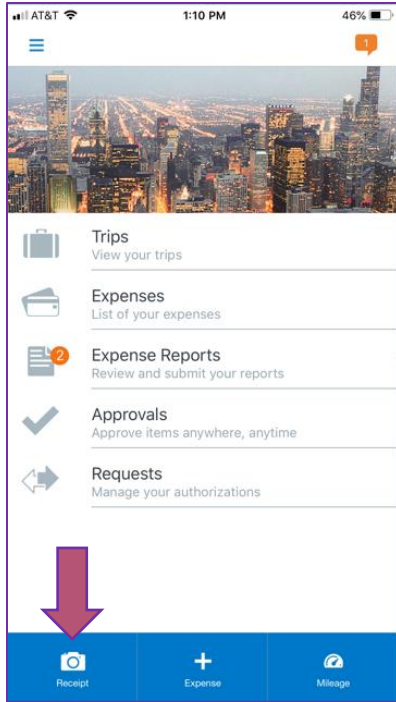 AT&T
1:10 PM
46%
1
Trips
View your trips
Expenses
List of your expenses
2
Expense Reports
Review and submit your reports
Approvals
Approve items anywhere, anytime
Requests
Manage your authorizations
Receipt
Expense
Mileage